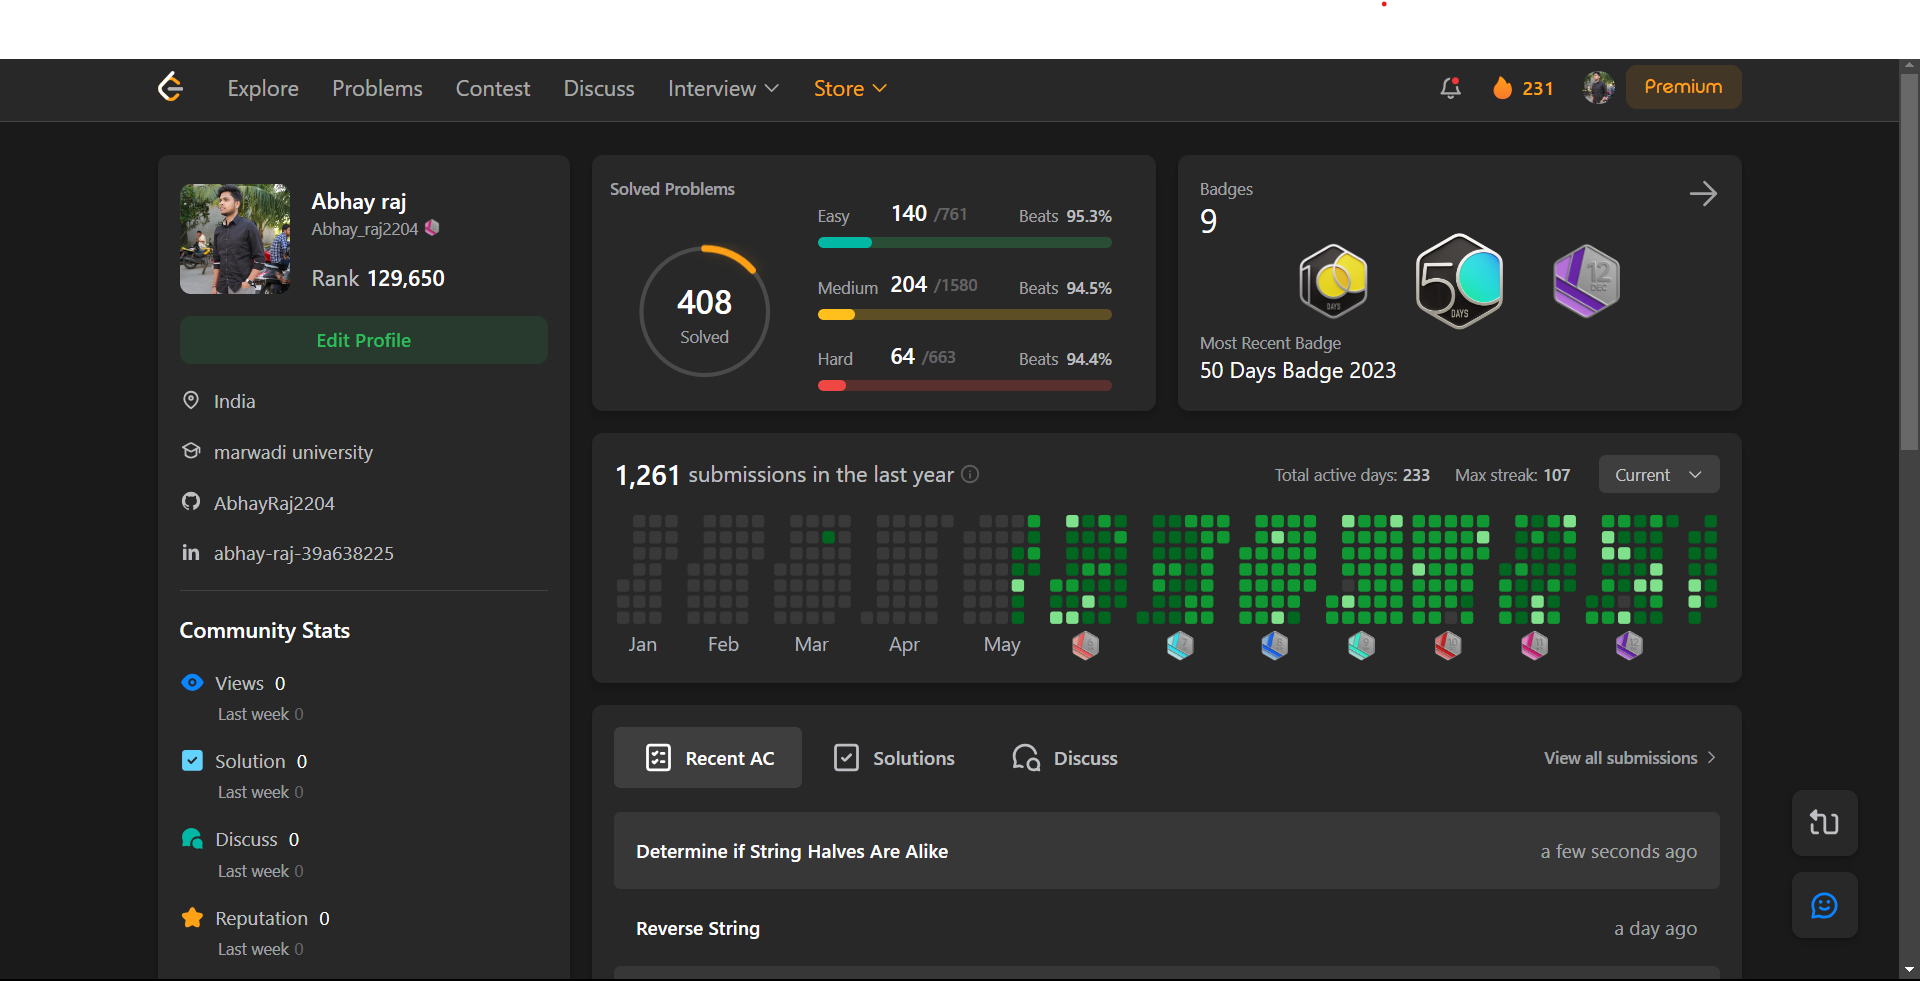 Explore Problems Contest Discuss Interview Store 231 Premium
Abhay raj
Abhay_raj2204
Rank 129,650
Edit Profile
India
marwadi university
AbhayRaj2204
abhay-raj-39a638225
Community Stats
Views 0
Last week 0
Solution 0
Last week 0
Discuss 0
Last week 0
Reputation 0
Last week 0
Solved Problems
408
Solved
Easy 140 /761 Beats 95.3%
Medium 204 /1580 Beats 94.5%
Hard 64 /663 Beats 94.4%
Badges
9
100
DAYS
50
DAYS
12
DEC
Most Recent Badge
50 Days Badge 2023
1,261 submissions in the last year Total active days: 233 Max streak: 107 Current
Jan Feb Mar Apr May
Recent AC Solutions Discuss View all submissions
Determine if String Halves Are Alike a few seconds ago
Reverse String a day ago